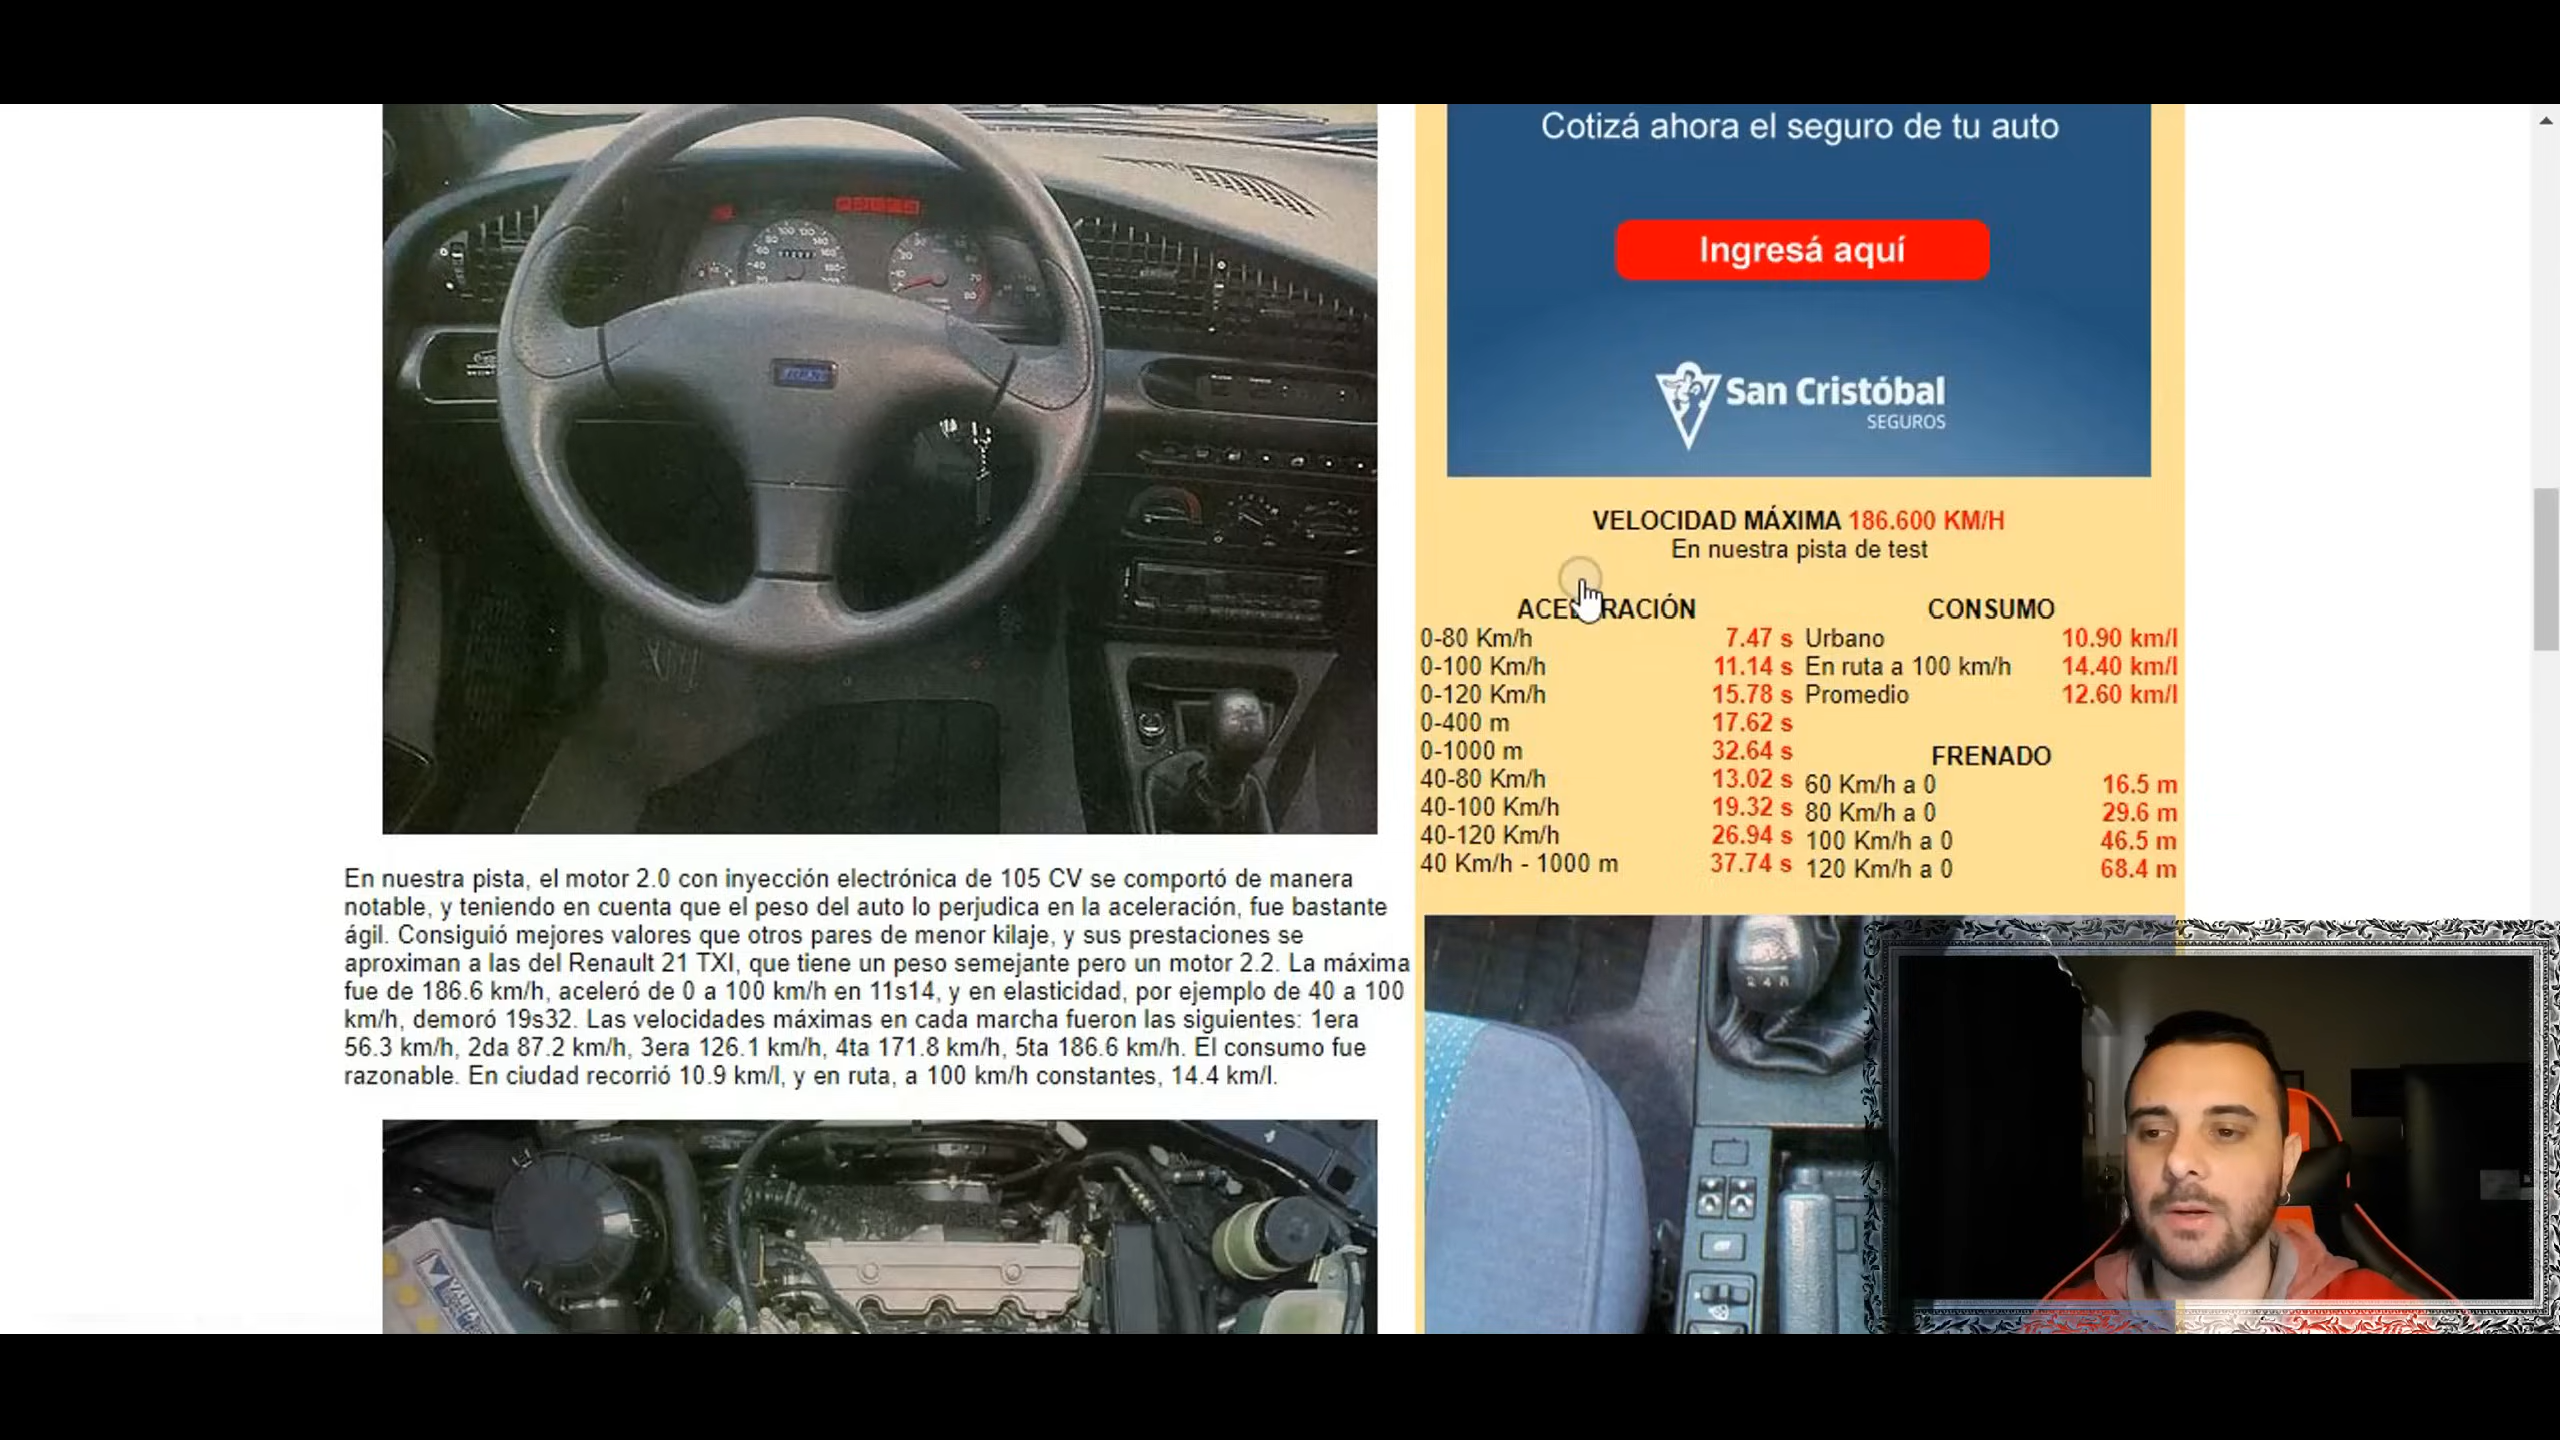 Cotizá ahora el seguro de tu auto
Ingresá aquí
San Cristóbal
SEGUROS
VELOCIDAD MÁXIMA 186.600 KM/H
En nuestra pista de test
ACELERACIÓN
0-80 Km/h 7.47 s
0-100 Km/h 11.14 s
0-120 Km/h 15.78 s
0-400 m 17.62 s
0-1000 m 32.64 s
40-80 Km/h 13.02 s
40-100 Km/h 19.32 s
40-120 Km/h 26.94 s
40 Km/h - 1000 m 37.74 s
CONSUMO
Urbano 10.90 km/l
En ruta a 100 km/h 14.40 km/l
Promedio 12.60 km/l
FRENADO
60 Km/h a 0 16.5 m
80 Km/h a 0 29.6 m
100 Km/h a 0 46.5 m
120 Km/h a 0 68.4 m
En nuestra pista, el motor 2.0 con inyección electrónica de 105 CV se comportó de manera
notable, y teniendo en cuenta que el peso del auto lo perjudica en la aceleración, fue bastante
ágil. Consiguió mejores valores que otros pares de menor kilaje, y sus prestaciones se
aproximan a las del Renault 21 TXI, que tiene un peso semejante pero un motor 2.2. La máxima
fue de 186.6 km/h, aceleró de 0 a 100 km/h en 11s14, y en elasticidad, por ejemplo de 40 a 100
km/h, demoró 19s32. Las velocidades máximas en cada marcha fueron las siguientes: 1era
56.3 km/h, 2da 87.2 km/h, 3era 126.1 km/h, 4ta 171.8 km/h, 5ta 186.6 km/h. El consumo fue
razonable. En ciudad recorrió 10.9 km/l, y en ruta, a 100 km/h constantes, 14.4 km/l.
2 4 R